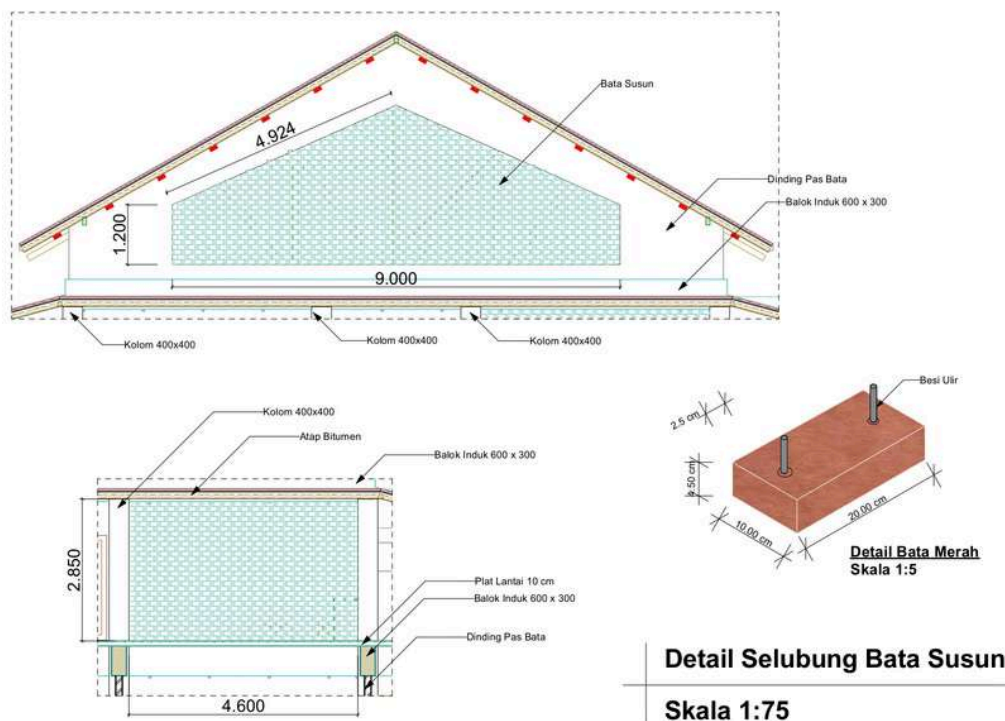 Bata Susun
4.924
Dinding Pas Bata
Balok Induk 600 x 300
1.200
9.000
Kolom 400x400
Kolom 400x400
Kolom 400x400
Kolom 400x400
Atap Bitumen
Balok Induk 600 x 300
2.850
Plat Lantai 10 cm
Balok Induk 600 x 300
Dinding Pas Bata
4.600
Besi Ulir
2.5 cm
10.00 cm
20.00 cm
Detail Bata Merah
Skala 1:5
Detail Selubung Bata Susun
Skala 1:75